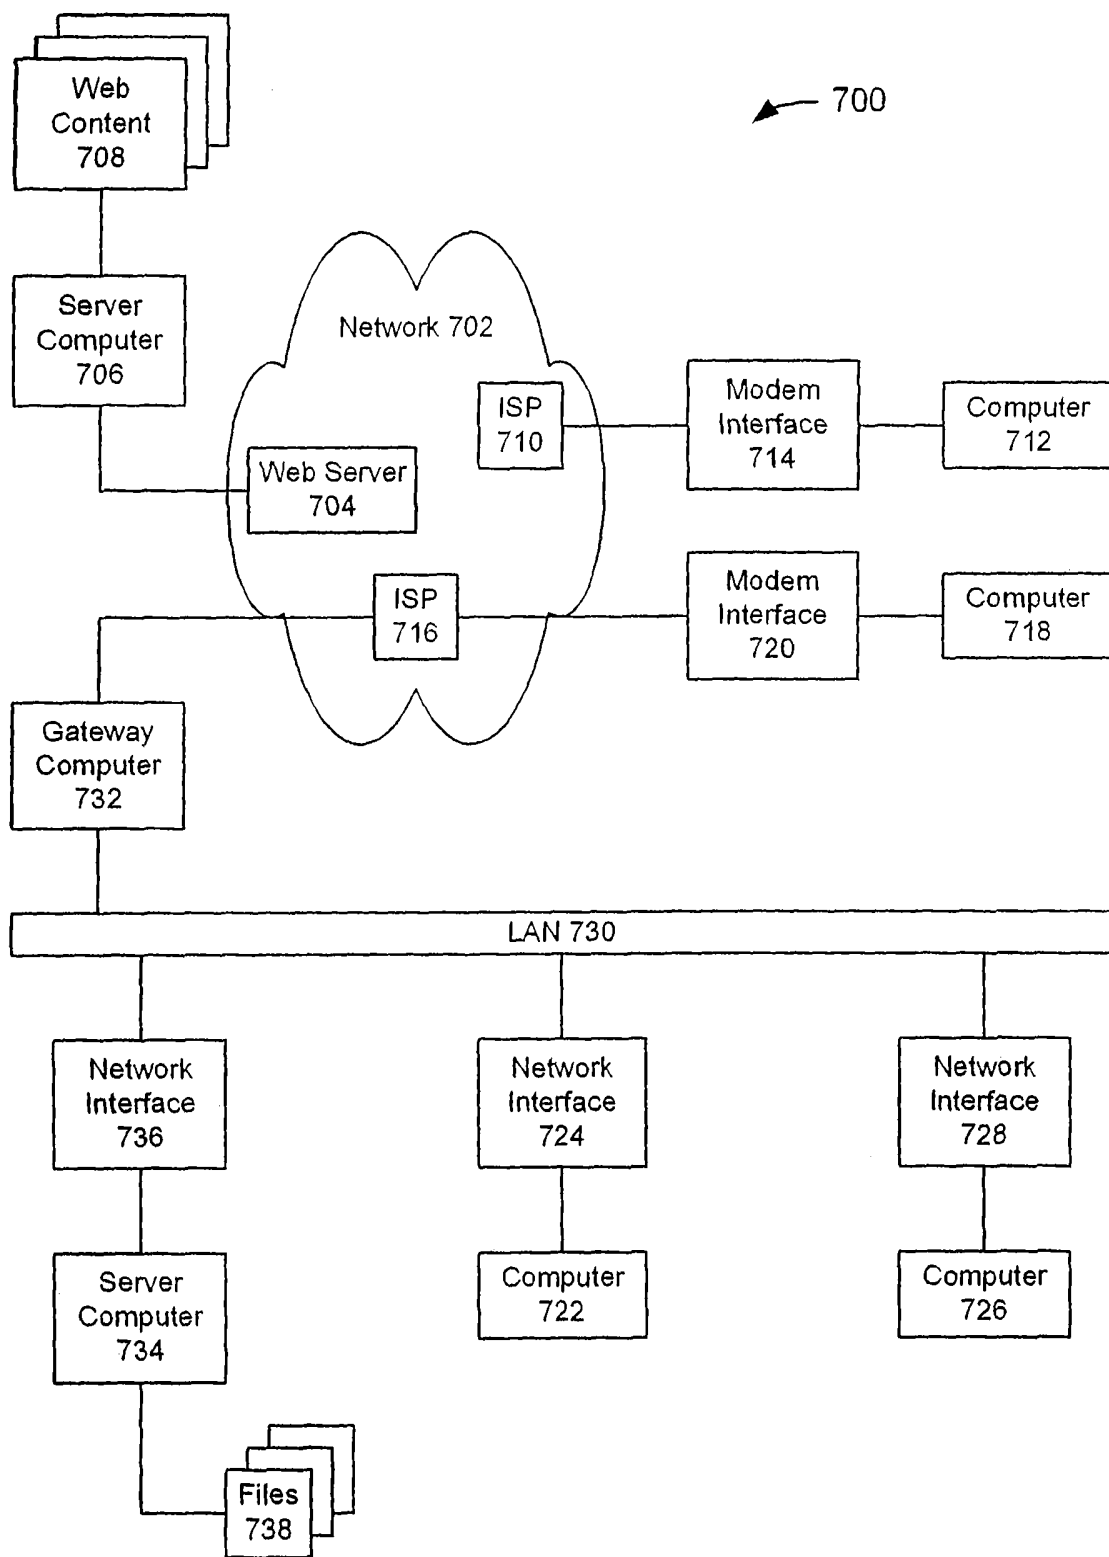 Web
Content
708
700
Server
Computer
706
Network 702
ISP
710
Modem
Interface
714
Computer
712
Web Server
704
ISP
716
Modem
Interface
720
Computer
718
Gateway
Computer
732
LAN 730
Network
Interface
736
Network
Interface
724
Network
Interface
728
Server
Computer
734
Computer
722
Computer
726
Files
738